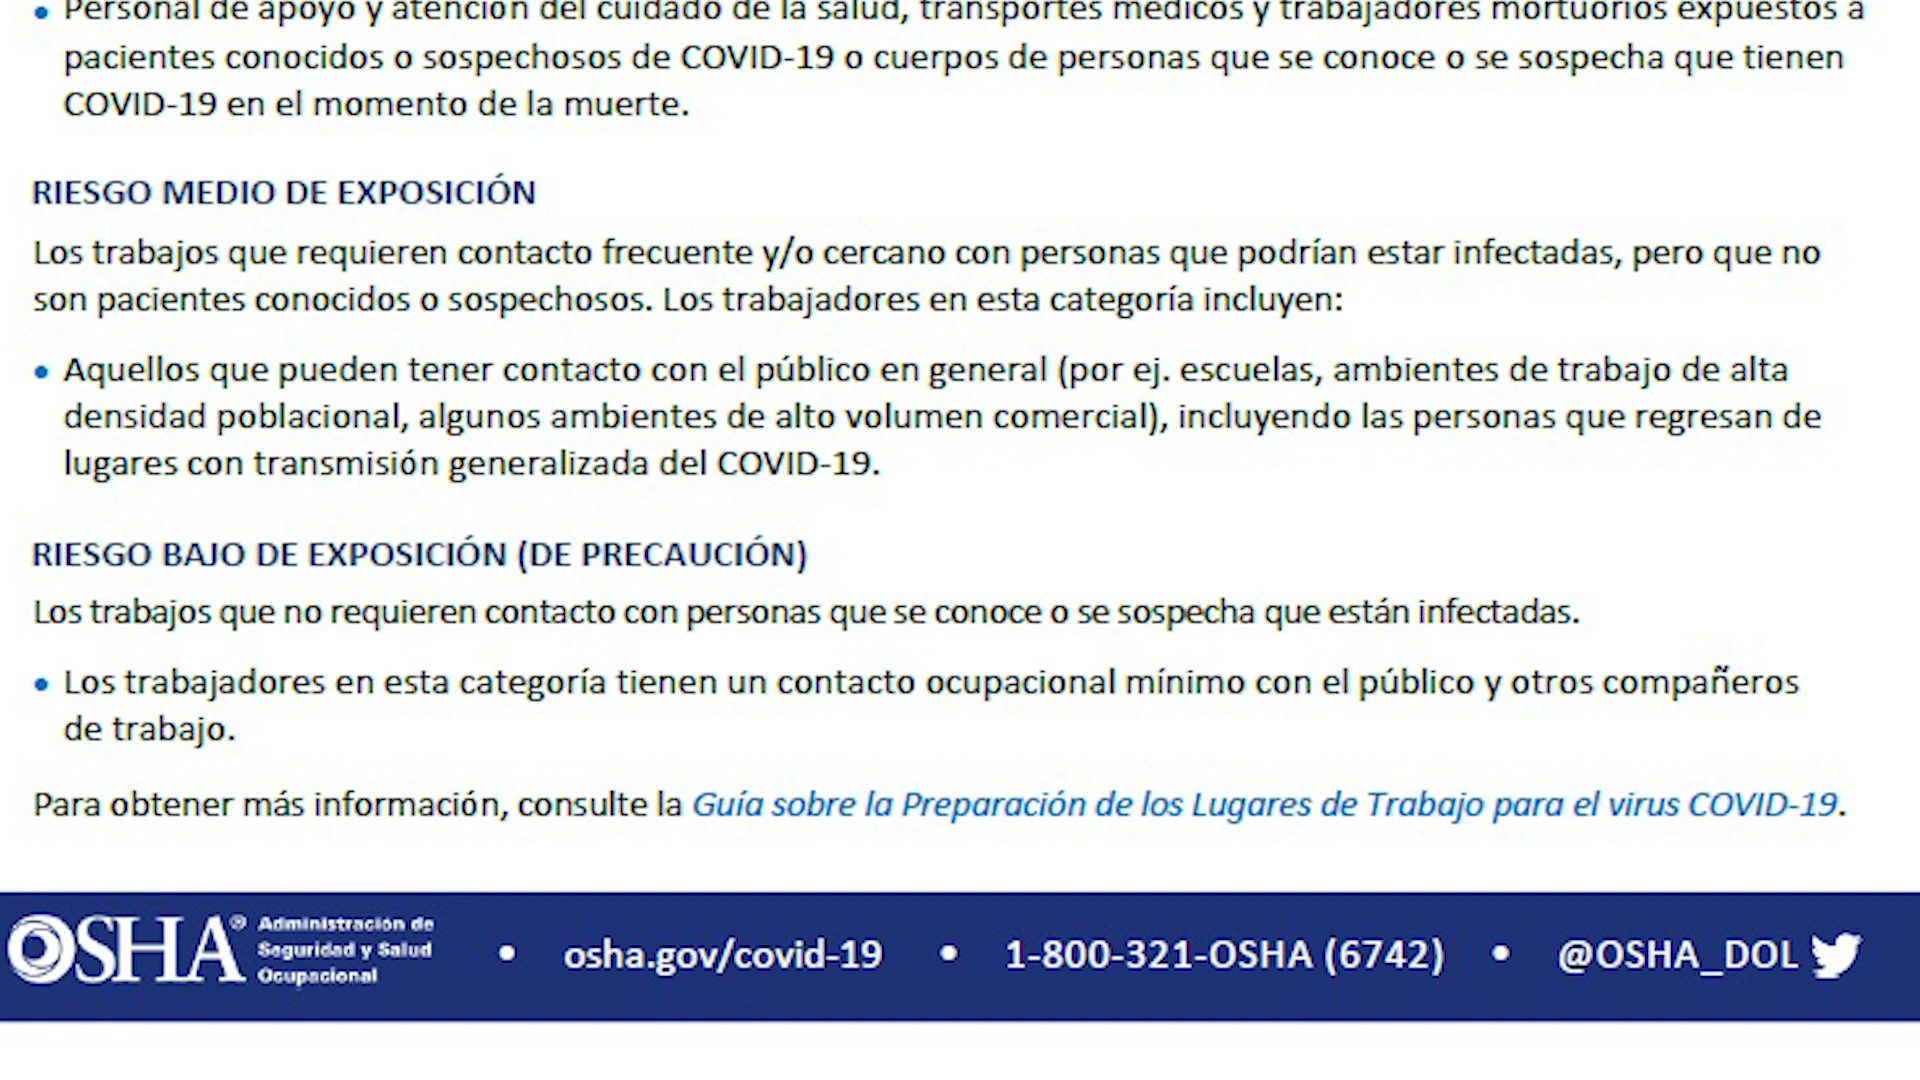 • Personal de apoyo y atención del cuidado de la salud, transportes médicos y trabajadores mortuorios expuestos a
pacientes conocidos o sospechosos de COVID-19 o cuerpos de personas que se conoce o se sospecha que tienen
COVID-19 en el momento de la muerte.
RIESGO MEDIO DE EXPOSICIÓN
Los trabajos que requieren contacto frecuente y/o cercano con personas que podrían estar infectadas, pero que no
son pacientes conocidos o sospechosos. Los trabajadores en esta categoría incluyen:
• Aquellos que pueden tener contacto con el público en general (por ej. escuelas, ambientes de trabajo de alta
densidad poblacional, algunos ambientes de alto volumen comercial), incluyendo las personas que regresan de
lugares con transmisión generalizada del COVID-19.
RIESGO BAJO DE EXPOSICIÓN (DE PRECAUCIÓN)
Los trabajos que no requieren contacto con personas que se conoce o se sospecha que están infectadas.
• Los trabajadores en esta categoría tienen un contacto ocupacional mínimo con el público y otros compañeros
de trabajo.
Para obtener más información, consulte la Guía sobre la Preparación de los Lugares de Trabajo para el virus COVID-19.
OSHA® Administración de
Seguridad y Salud
Ocupacional
• osha.gov/covid-19 • 1-800-321-OSHA (6742) • @OSHA_DOL